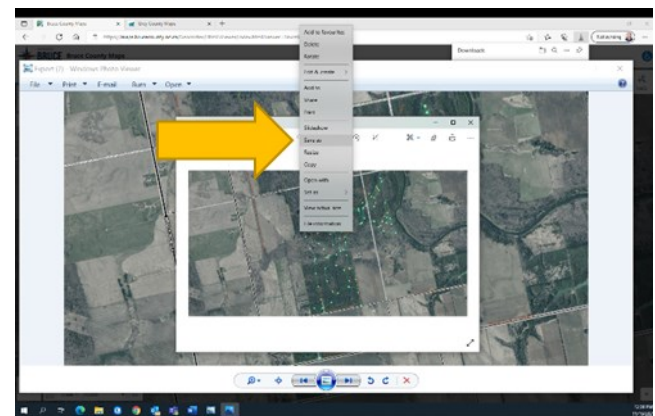 Bruce County Maps
Grey County Maps
BRUCE Bruce County Maps
Downloads
Export (2) - Windows Photo Viewer
File Print E-mail Burn Open
Add to favourites
Delete
Rotate
Edit & create
Add to
Share
Print
Slideshow
Save as
Resize
Copy
Open with
Set as
View actual size
File information